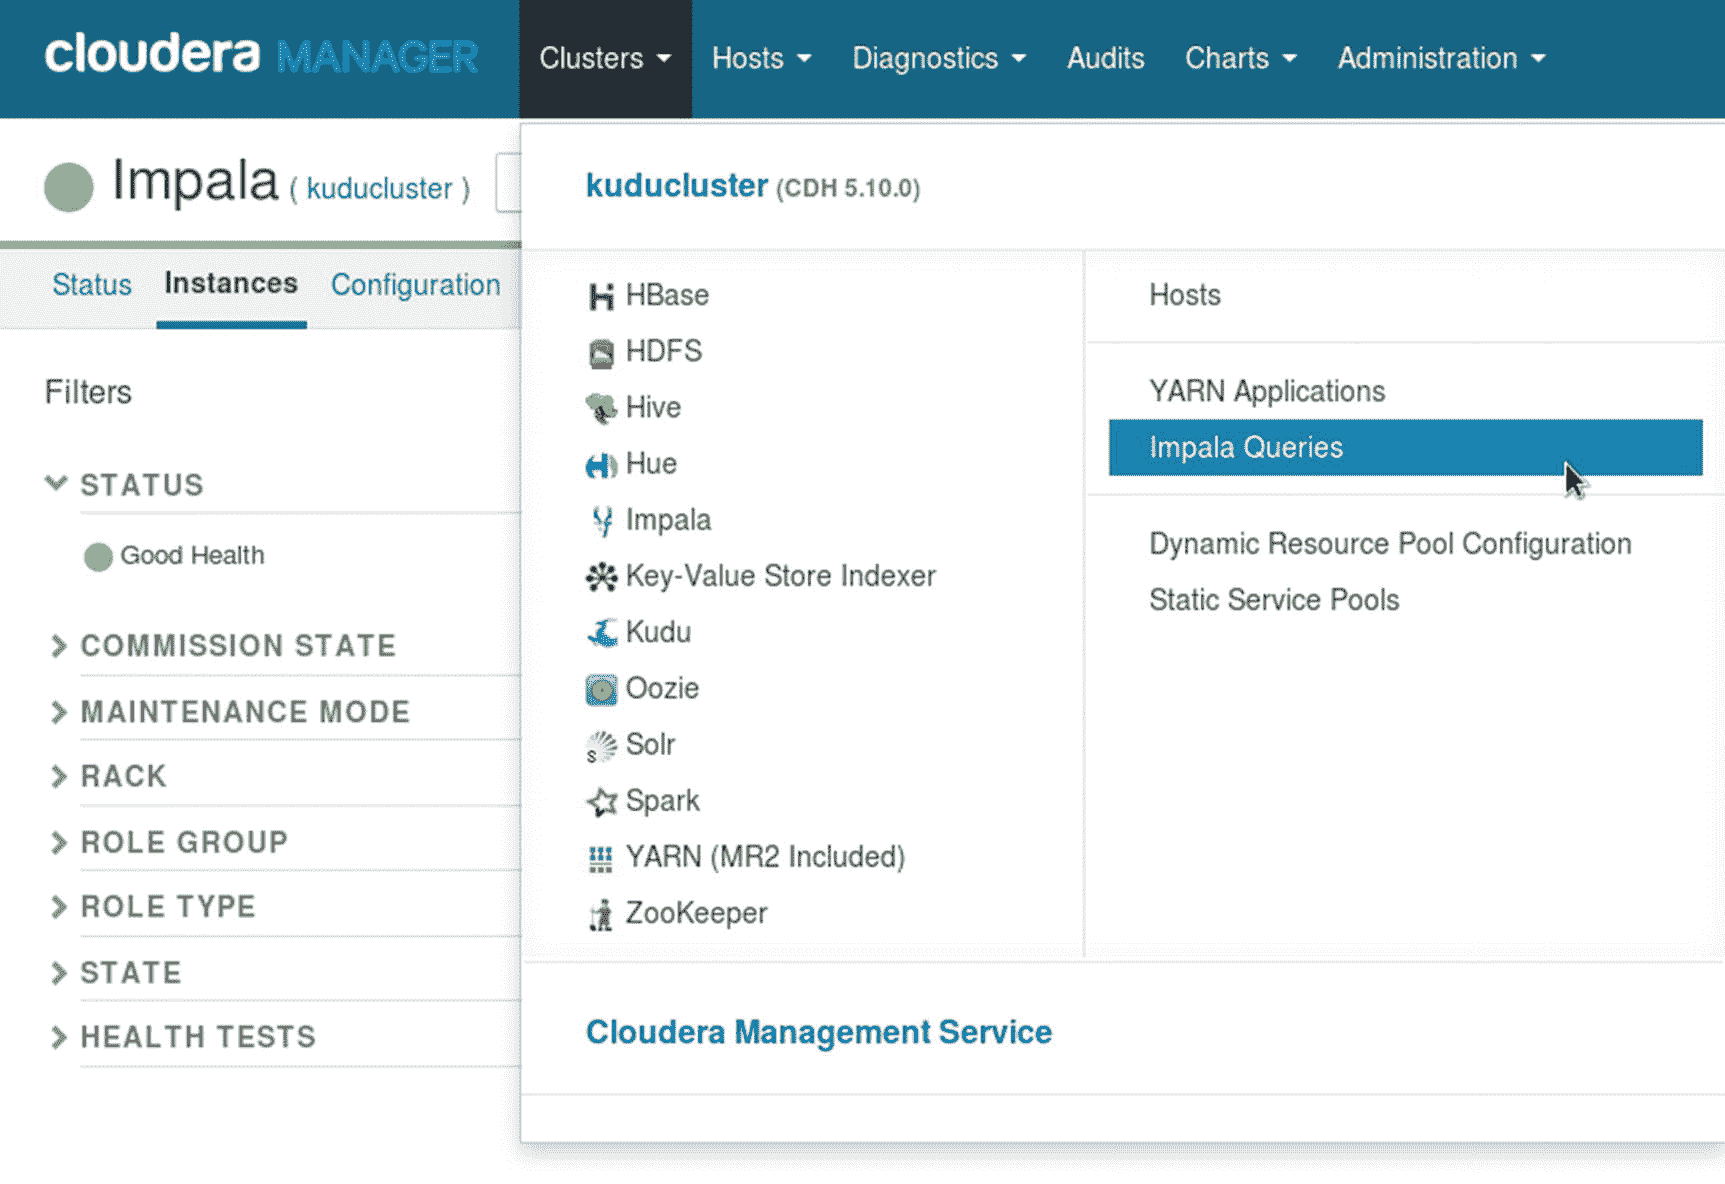 cloudera MANAGER
Clusters Hosts Diagnostics Audits Charts Administration
Impala ( kuducluster )
Status Instances Configuration
Filters
STATUS
Good Health
COMMISSION STATE
MAINTENANCE MODE
RACK
ROLE GROUP
ROLE TYPE
STATE
HEALTH TESTS
kuducluster (CDH 5.10.0)
HBase
HDFS
Hive
Hue
Impala
Key-Value Store Indexer
Kudu
Oozie
Solr
Spark
YARN (MR2 Included)
ZooKeeper
Hosts
YARN Applications
Impala Queries
Dynamic Resource Pool Configuration
Static Service Pools
Cloudera Management Service